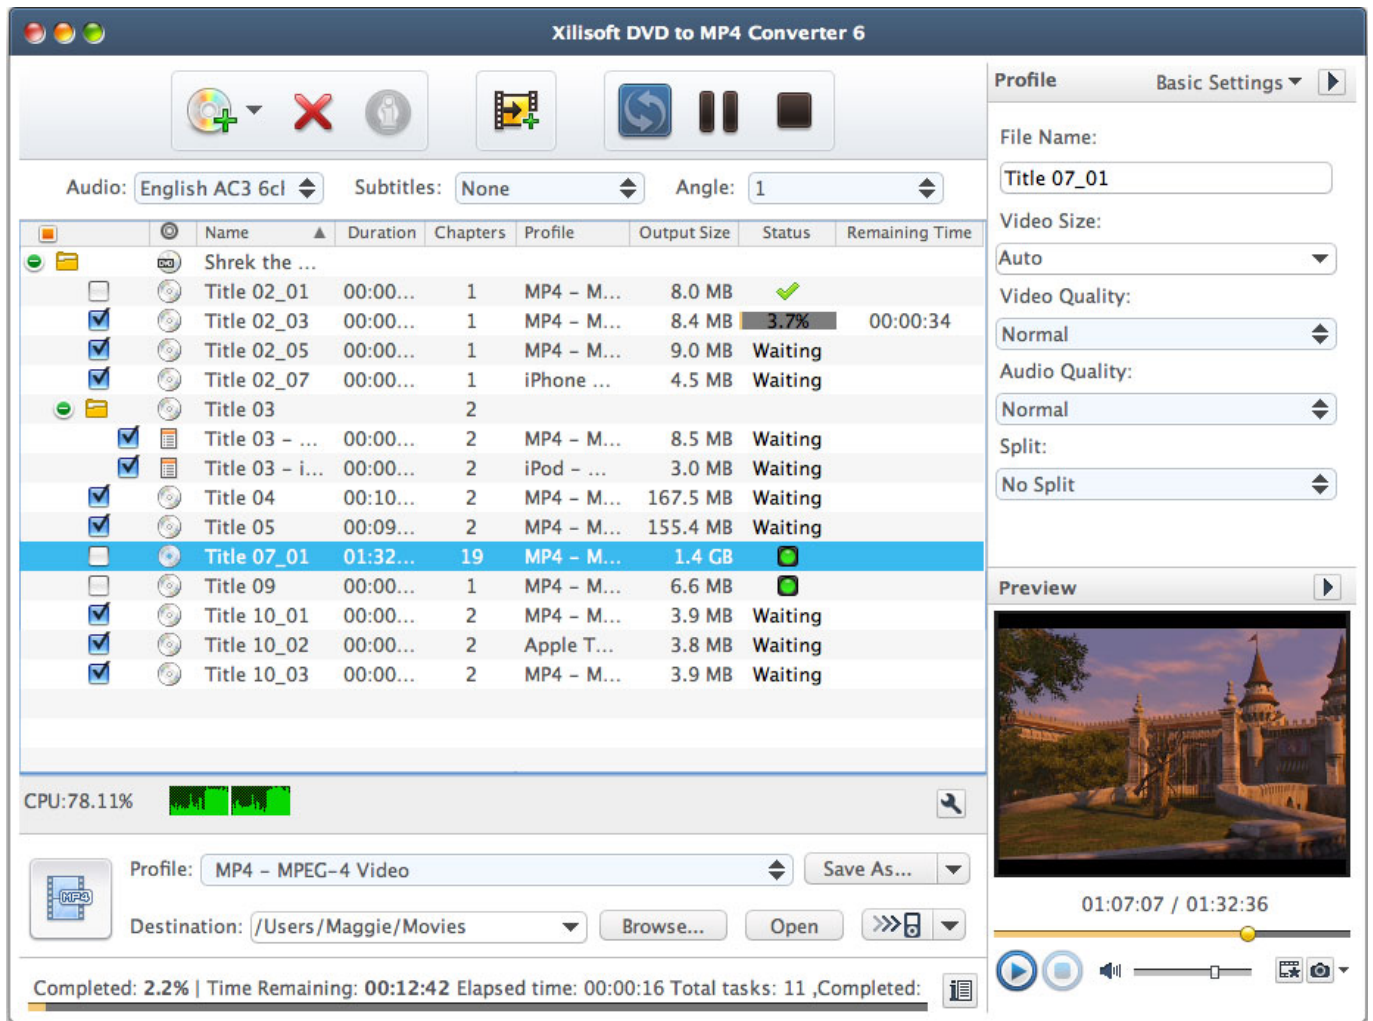 Xilisoft DVD to MP4 Converter 6
Profile Basic Settings
File Name:
Title 07_01
Video Size:
Auto
Video Quality:
Normal
Audio Quality:
Normal
Split:
No Split
Audio: English AC3 6cl Subtitles: None Angle: 1
Name Duration Chapters Profile Output Size Status Remaining Time
Shrek the ...
Title 02_01 00:00... 1 MP4 – M... 8.0 MB
Title 02_03 00:00... 1 MP4 – M... 8.4 MB 3.7% 00:00:34
Title 02_05 00:00... 1 MP4 – M... 9.0 MB Waiting
Title 02_07 00:00... 1 iPhone ... 4.5 MB Waiting
Title 03 2
Title 03 – ... 00:00... 2 MP4 – M... 8.5 MB Waiting
Title 03 – i... 00:00... 2 iPod – ... 3.0 MB Waiting
Title 04 00:10... 2 MP4 – M... 167.5 MB Waiting
Title 05 00:09... 2 MP4 – M... 155.4 MB Waiting
Title 07_01 01:32... 19 MP4 – M... 1.4 GB
Title 09 00:00... 1 MP4 – M... 6.6 MB
Title 10_01 00:00... 2 MP4 – M... 3.9 MB Waiting
Title 10_02 00:00... 2 Apple T... 3.8 MB Waiting
Title 10_03 00:00... 2 MP4 – M... 3.9 MB Waiting
Preview
01:07:07 / 01:32:36
CPU:78.11%
Profile: MP4 – MPEG–4 Video Save As...
MP4
Destination: /Users/Maggie/Movies Browse... Open
Completed: 2.2% | Time Remaining: 00:12:42 Elapsed time: 00:00:16 Total tasks: 11 ,Completed: